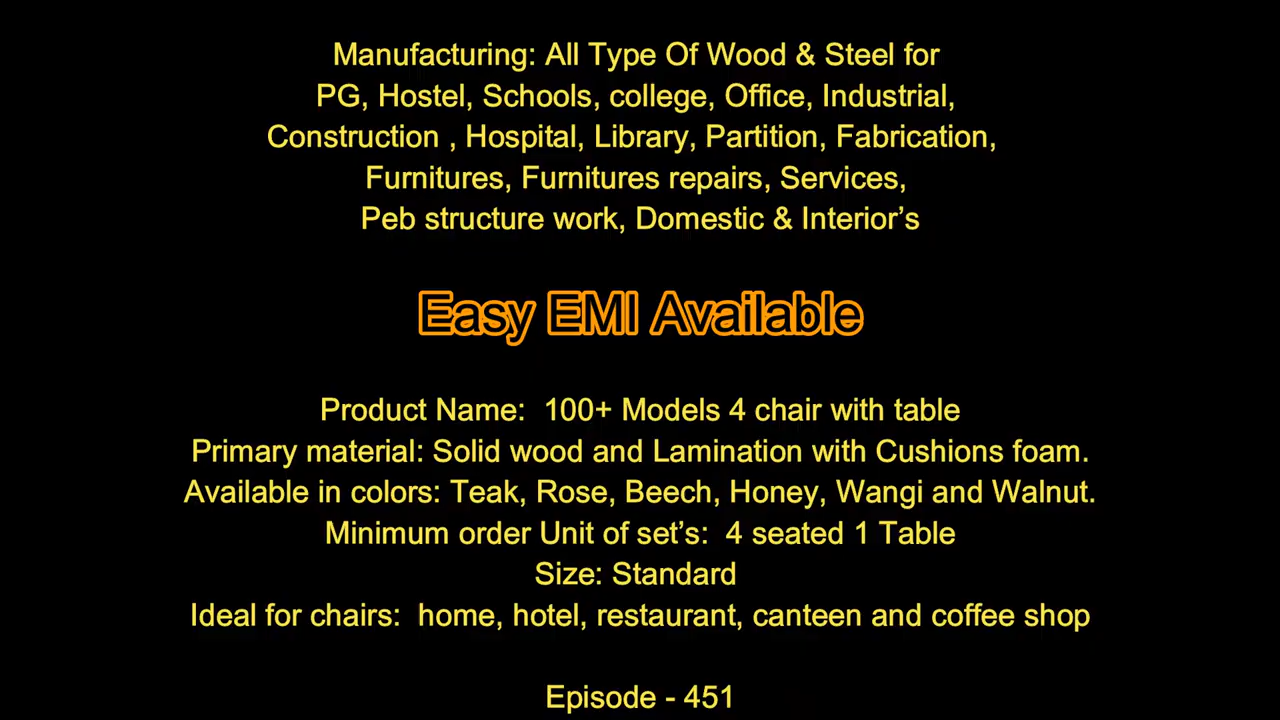 Manufacturing: All Type Of Wood & Steel for
PG, Hostel, Schools, college, Office, Industrial,
Construction , Hospital, Library, Partition, Fabrication,
Furnitures, Furnitures repairs, Services,
Peb structure work, Domestic & Interior’s
Easy EMI Available
Product Name:  100+ Models 4 chair with table
Primary material: Solid wood and Lamination with Cushions foam.
Available in colors: Teak, Rose, Beech, Honey, Wangi and Walnut.
Minimum order Unit of set’s:  4 seated 1 Table
Size: Standard
Ideal for chairs:  home, hotel, restaurant, canteen and coffee shop
Episode - 451